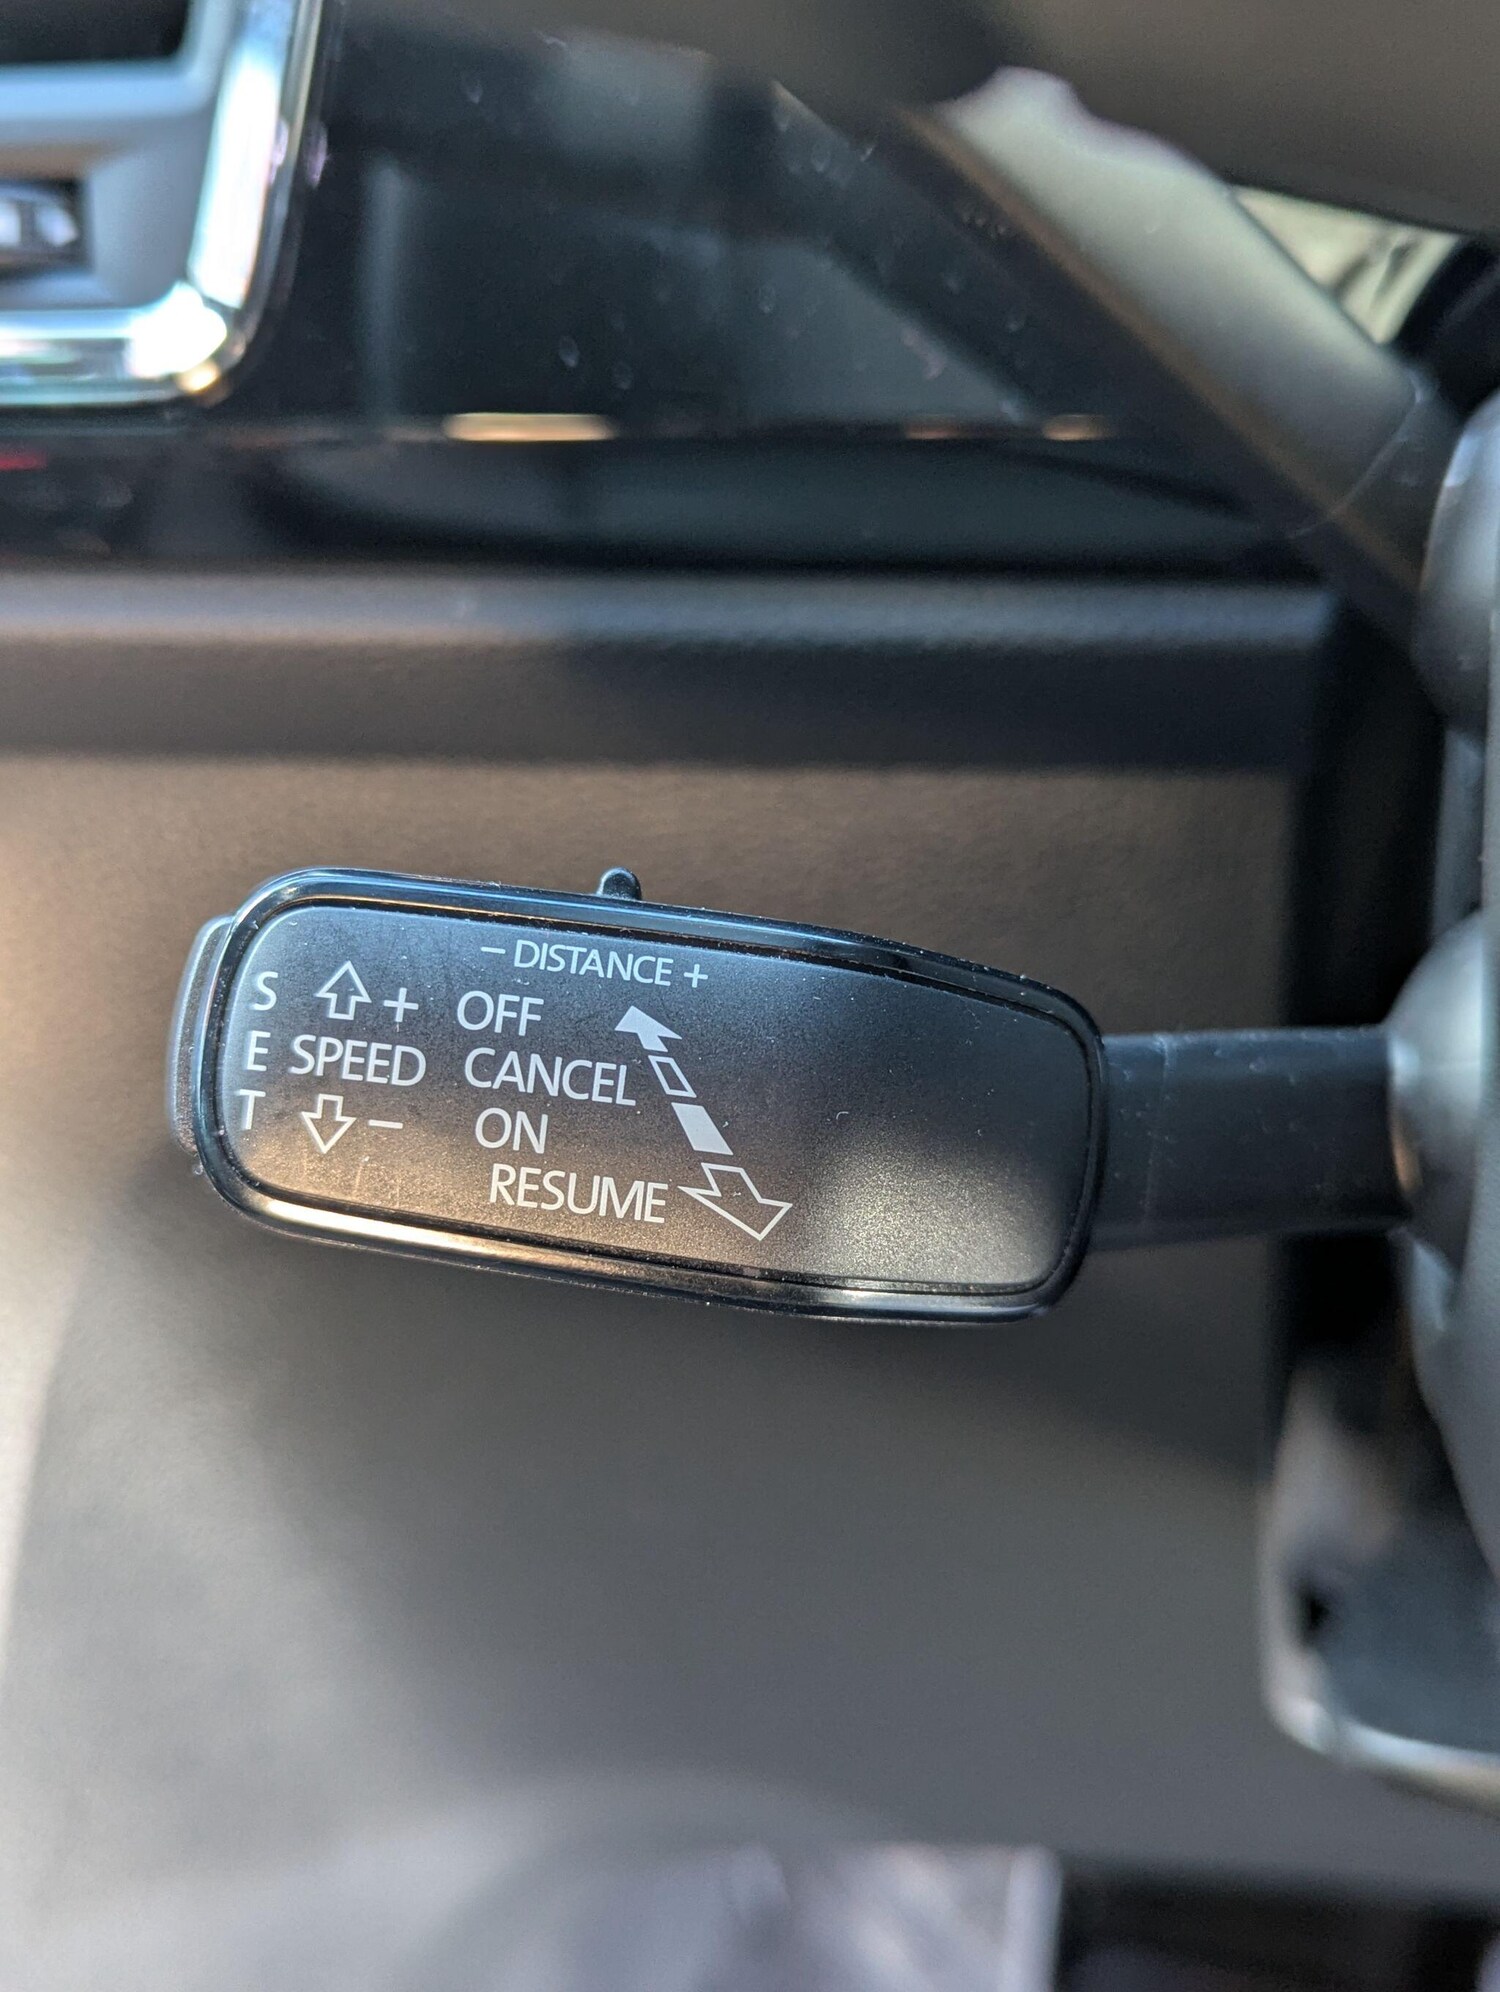 – DISTANCE +
S
E
T
+
SPEED
–
OFF
CANCEL
ON
RESUME